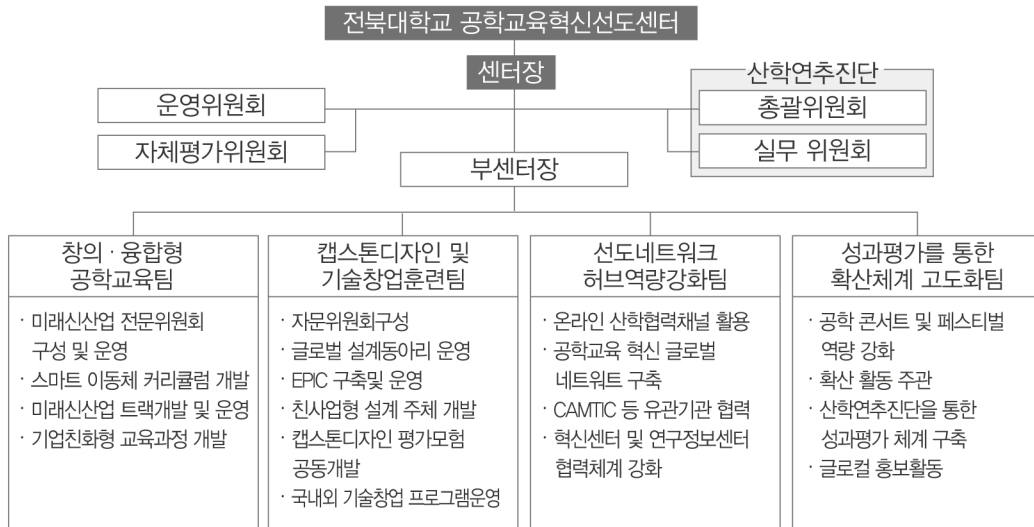 전북대학교 공학교육혁신선도센터
센터장
산학연추진단
운영위원회
총괄위원회
자체평가위원회
실무 위원회
부센터장
창의 · 융합형
공학교육팀
· 미래신산업 전문위원회
구성 및 운영
· 스마트 이동체 커리큘럼 개발
· 미래신산업 트랙개발 및 운영
· 기업친화형 교육과정 개발
캡스톤디자인 및
기술창업훈련팀
· 자문위원회구성
· 글로벌 설계동아리 운영
· EPIC 구축및 운영
· 친사업형 설계 주체 개발
· 캡스톤디자인 평가모험
공동개발
· 국내외 기술창업 프로그램운영
선도네트워크
허브역량강화팀
· 온라인 산학협력채널 활용
· 공학교육 혁신 글로벌
네트워트 구축
· CAMTIC 등 유관기관 협력
· 혁신센터 및 연구정보센터
협력체계 강화
성과평가를 통한
확산체계 고도화팀
· 공학 콘서트 및 페스티벌
역량 강화
· 확산 활동 주관
· 산학연추진단을 통한
성과평가 체계 구축
· 글로컬 홍보활동